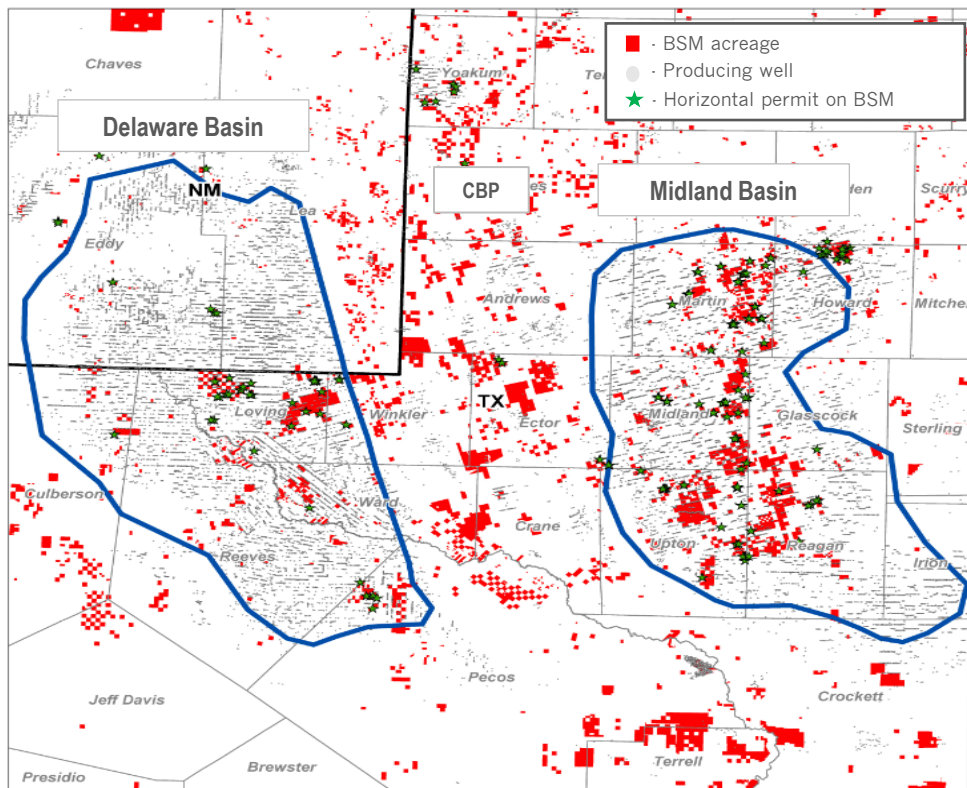 Chaves
Yoakum
BSM acreage
Producing well
Horizontal permit on BSM
Delaware Basin
NM
Lea
CBP
Midland Basin
Scurry
Eddy
Andrews
Martin
Howard
Loving
Winkler
TX
Ector
Midland
Glasscock
Sterling
Culberson
Ward
Crane
Reeves
Upton
Reagan
Irion
Pecos
Jeff Davis
Crockett
Brewster
Terrell
Presidio